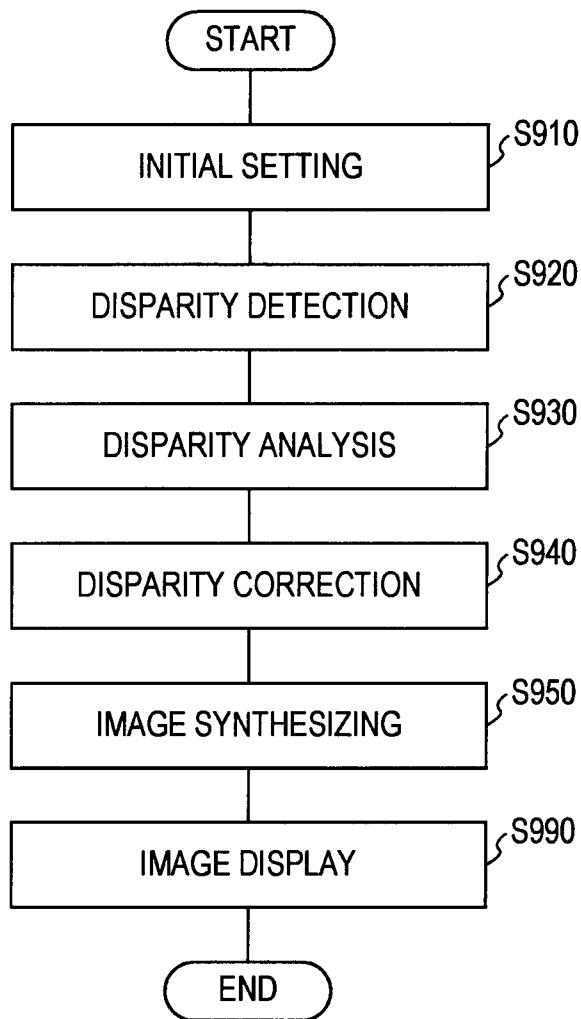 START
S910
INITIAL SETTING
S920
DISPARITY DETECTION
S930
DISPARITY ANALYSIS
S940
DISPARITY CORRECTION
S950
IMAGE SYNTHESIZING
S990
IMAGE DISPLAY
END